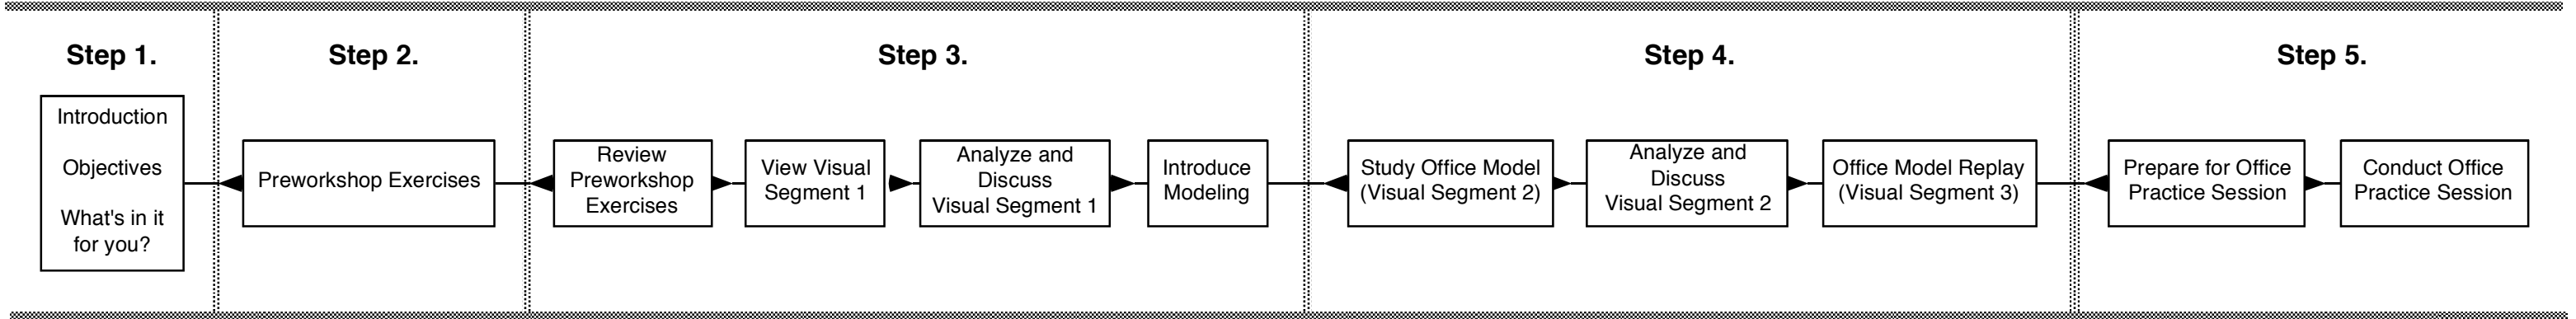 Step 1.
Introduction
Objectives
What's in it
for you?
Step 2.
Preworkshop Exercises
Step 3.
Review
Preworkshop
Exercises
View Visual
Segment 1
Analyze and
Discuss
Visual Segment 1
Introduce
Modeling
Step 4.
Study Office Model
(Visual Segment 2)
Analyze and
Discuss
Visual Segment 2
Office Model Replay
(Visual Segment 3)
Step 5.
Prepare for Office
Practice Session
Conduct Office
Practice Session